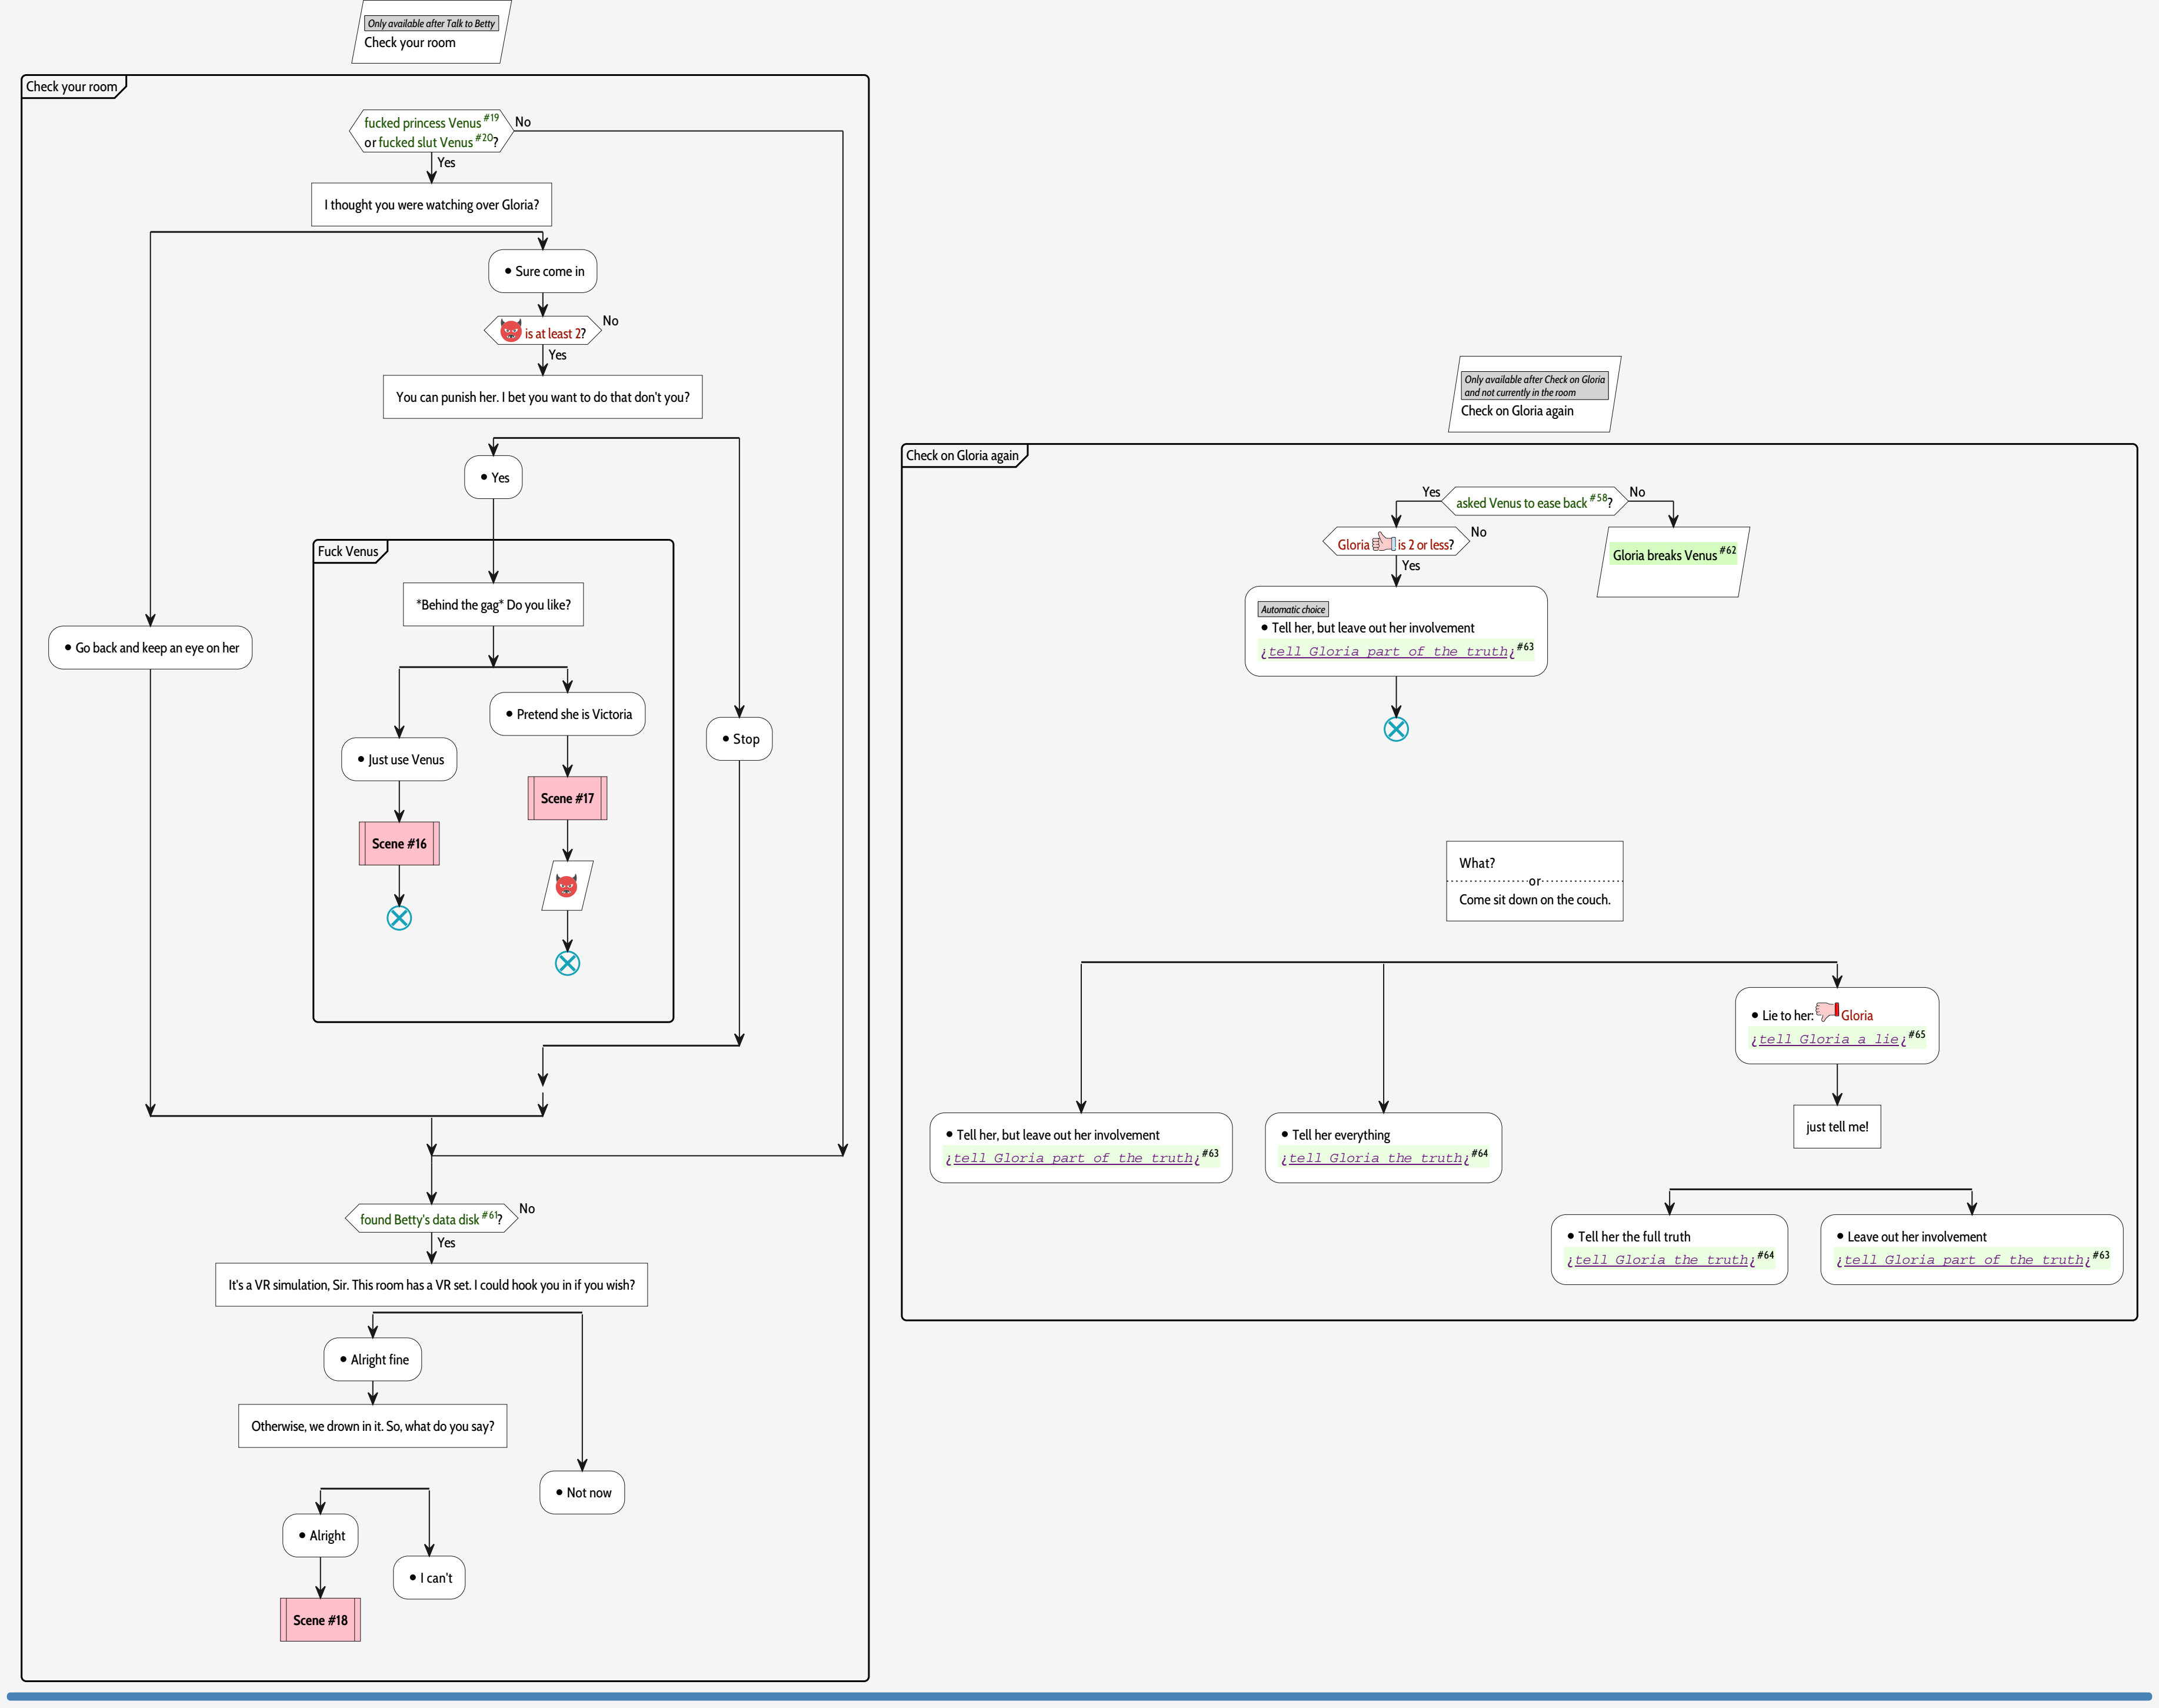 Only available after Talk to Betty
Check your room
Check your room
fucked princess Venus #19
or fucked slut Venus #20?
No
Yes
I thought you were watching over Gloria?
• Sure come in
is at least 2?
No
Yes
You can punish her. I bet you want to do that don't you?
• Yes
Fuck Venus
*Behind the gag* Do you like?
• Go back and keep an eye on her
• Pretend she is Victoria
• Just use Venus
• Stop
Scene #17
Scene #16
found Betty's data disk #61?
No
Yes
It's a VR simulation, Sir. This room has a VR set. I could hook you in if you wish?
• Alright fine
Otherwise, we drown in it. So, what do you say?
• Not now
• Alright
• I can't
Scene #18
Only available after Check on Gloria
and not currently in the room
Check on Gloria again
Check on Gloria again
Yes
asked Venus to ease back #58?
No
Gloria is 2 or less?
No
Gloria breaks Venus #62
Yes
Automatic choice
• Tell her, but leave out her involvement
¿tell Gloria part of the truth¿ #63
What?
or
Come sit down on the couch.
• Lie to her: Gloria
¿tell Gloria a lie¿ #65
• Tell her, but leave out her involvement
¿tell Gloria part of the truth¿ #63
• Tell her everything
¿tell Gloria the truth¿ #64
just tell me!
• Tell her the full truth
¿tell Gloria the truth¿ #64
• Leave out her involvement
¿tell Gloria part of the truth¿ #63